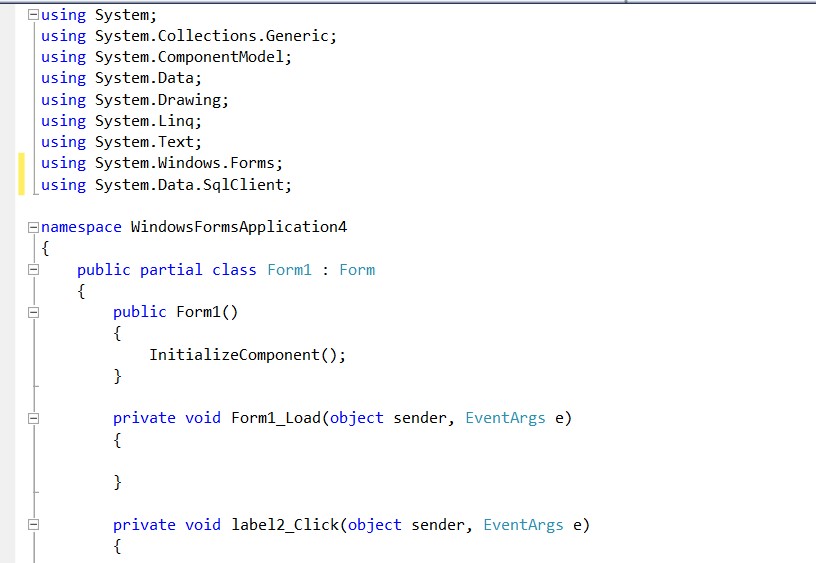 using System;
using System.Collections.Generic;
using System.ComponentModel;
using System.Data;
using System.Drawing;
using System.Linq;
using System.Text;
using System.Windows.Forms;
using System.Data.SqlClient;
namespace WindowsFormsApplication4
{
public partial class Form1 : Form
{
public Form1()
{
InitializeComponent();
}
private void Form1_Load(object sender, EventArgs e)
{
}
private void label2_Click(object sender, EventArgs e)
{